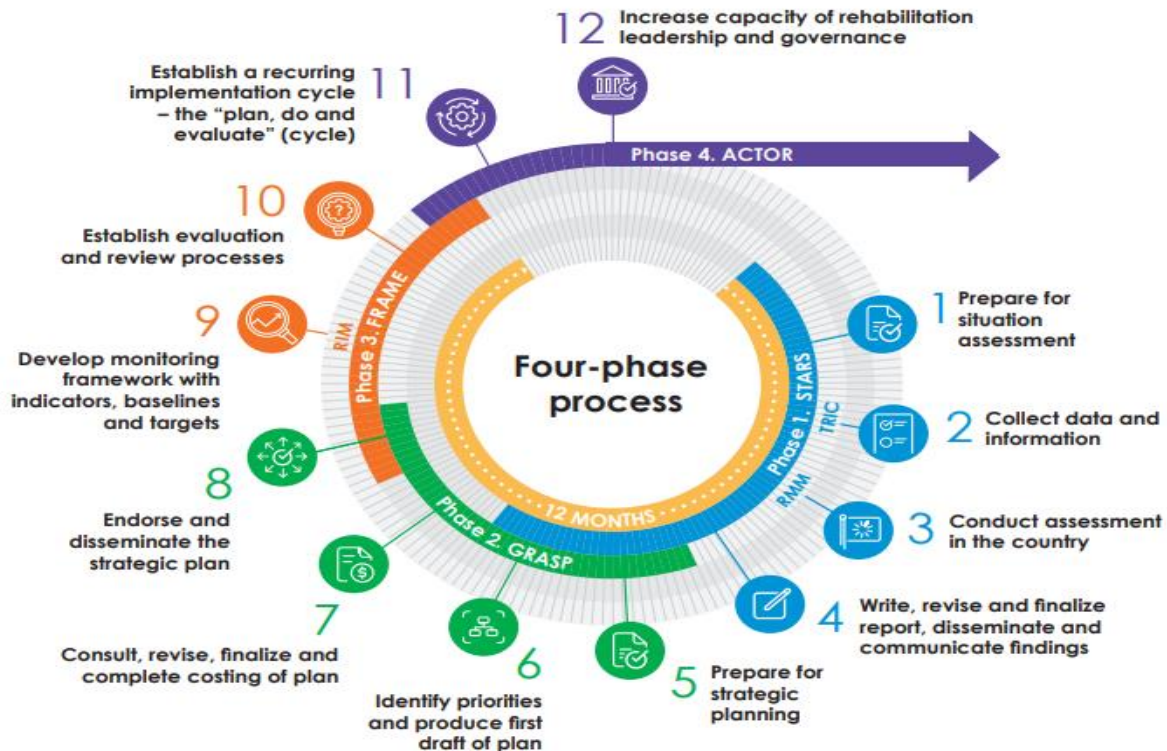 12
Increase capacity of rehabilitation
leadership and governance
11
Establish a recurring
implementation cycle
– the “plan, do and
evaluate” (cycle)
Phase 4. ACTOR
10
Establish evaluation
and review processes
9
Develop monitoring
framework with
indicators, baselines
and targets
RIM
Phase 3. FRAME
Four-phase
process
12 MONTHS
Phase 1. STARS
TRIC
RMM
1
Prepare for
situation
assessment
2
Collect data and
information
3
Conduct assessment
in the country
4
Write, revise and finalize
report, disseminate and
communicate findings
Phase 2. GRASP
5
Prepare for
strategic
planning
6
Identify priorities
and produce first
draft of plan
7
Consult, revise, finalize and
complete costing of plan
8
Endorse and
disseminate the
strategic plan
?
$